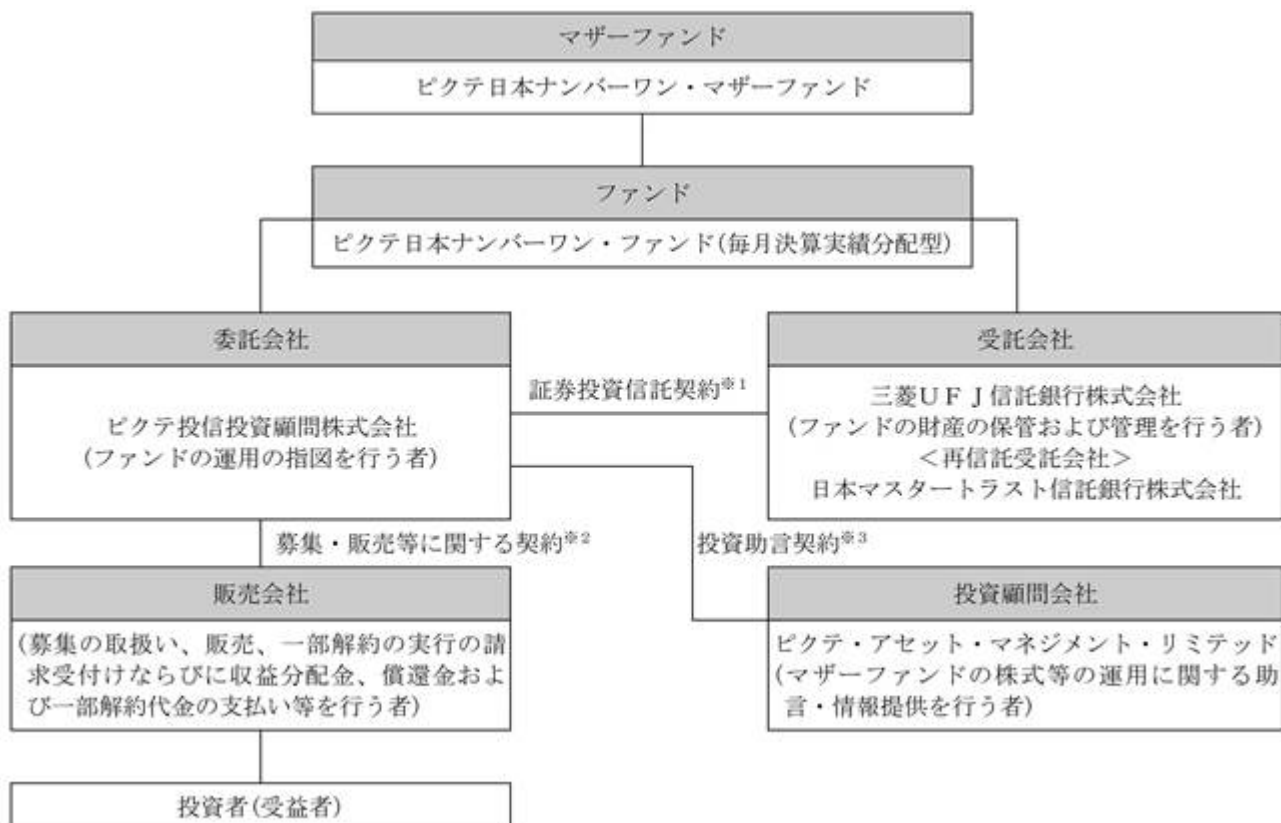 マザーファンド
ピクテ日本ナンバーワン・マザーファンド
ファンド
ピクテ日本ナンバーワン・ファンド(毎月決算実績分配型)
委託会社
ピクテ投信投資顧問株式会社
(ファンドの運用の指図を行う者)
証券投資信託契約※1
受託会社
三菱UFJ信託銀行株式会社
(ファンドの財産の保管および管理を行う者)
<再信託受託会社>
日本マスタートラスト信託銀行株式会社
募集・販売等に関する契約※2
投資助言契約※3
販売会社
(募集の取扱い、販売、一部解約の実行の請
求受付けならびに収益分配金、償還金およ
び一部解約代金の支払い等を行う者)
投資顧問会社
ピクテ・アセット・マネジメント・リミテッド
(マザーファンドの株式等の運用に関する助
言・情報提供を行う者)
投資者(受益者)